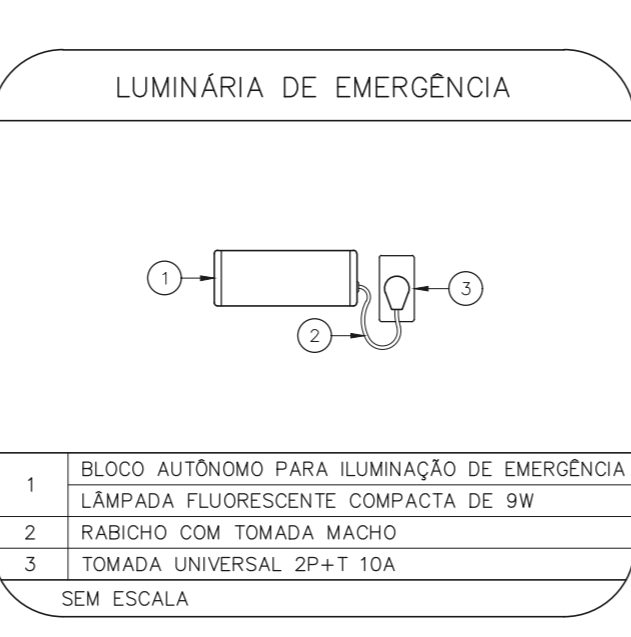 LUMINÁRIA DE EMERGÊNCIA
1
3
2
1 BLOCO AUTÔNOMO PARA ILUMINAÇÃO DE EMERGÊNCIA
LÂMPADA FLUORESCENTE COMPACTA DE 9W
2 RABICHO COM TOMADA MACHO
3 TOMADA UNIVERSAL 2P+T 10A
SEM ESCALA